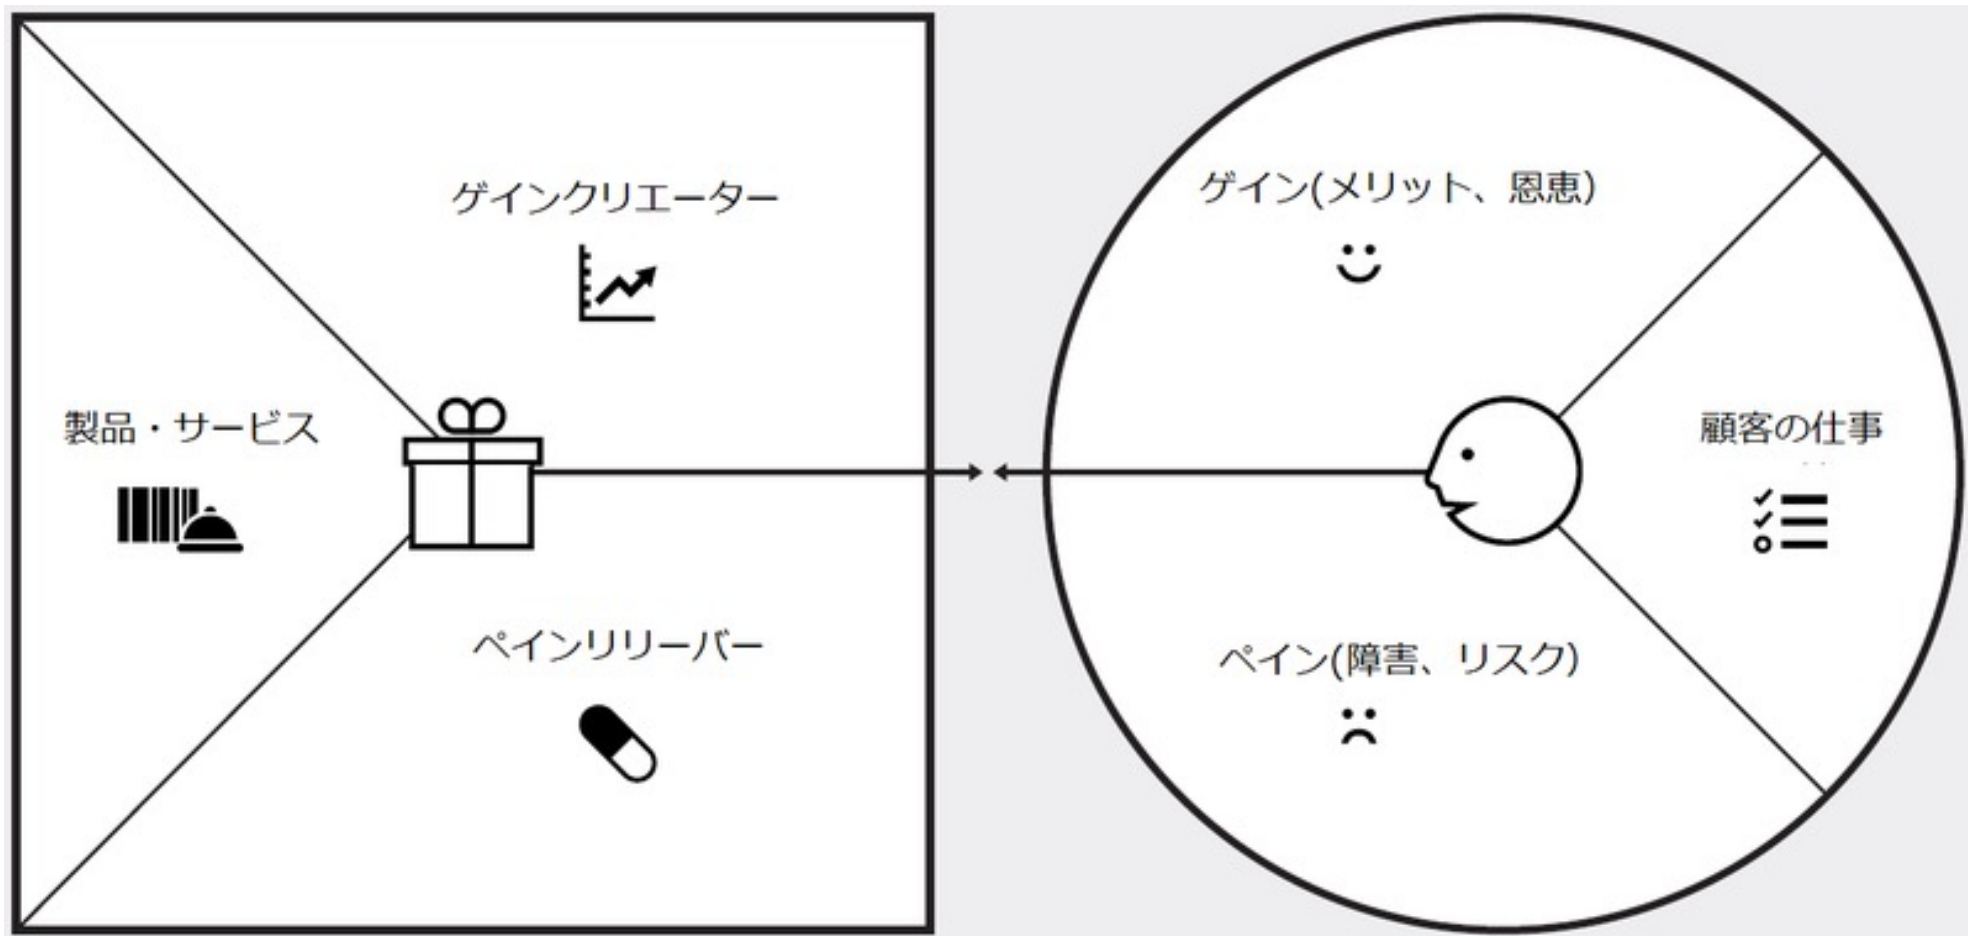 ゲインクリエーター
製品・サービス
ペインリリーバー
ゲイン(メリット、恩恵)
顧客の仕事
ペイン(障害、リスク)